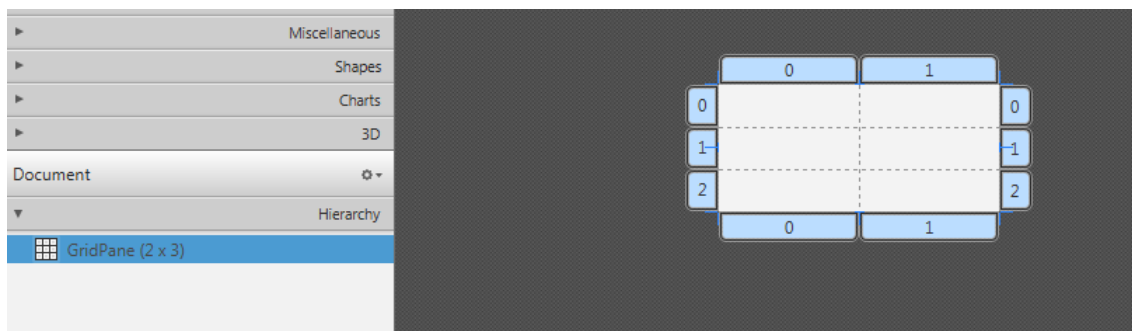 Miscellaneous
Shapes
Charts
3D
Document
Hierarchy
GridPane (2 x 3)
0 1
0 0
1 1
2 2
0 1